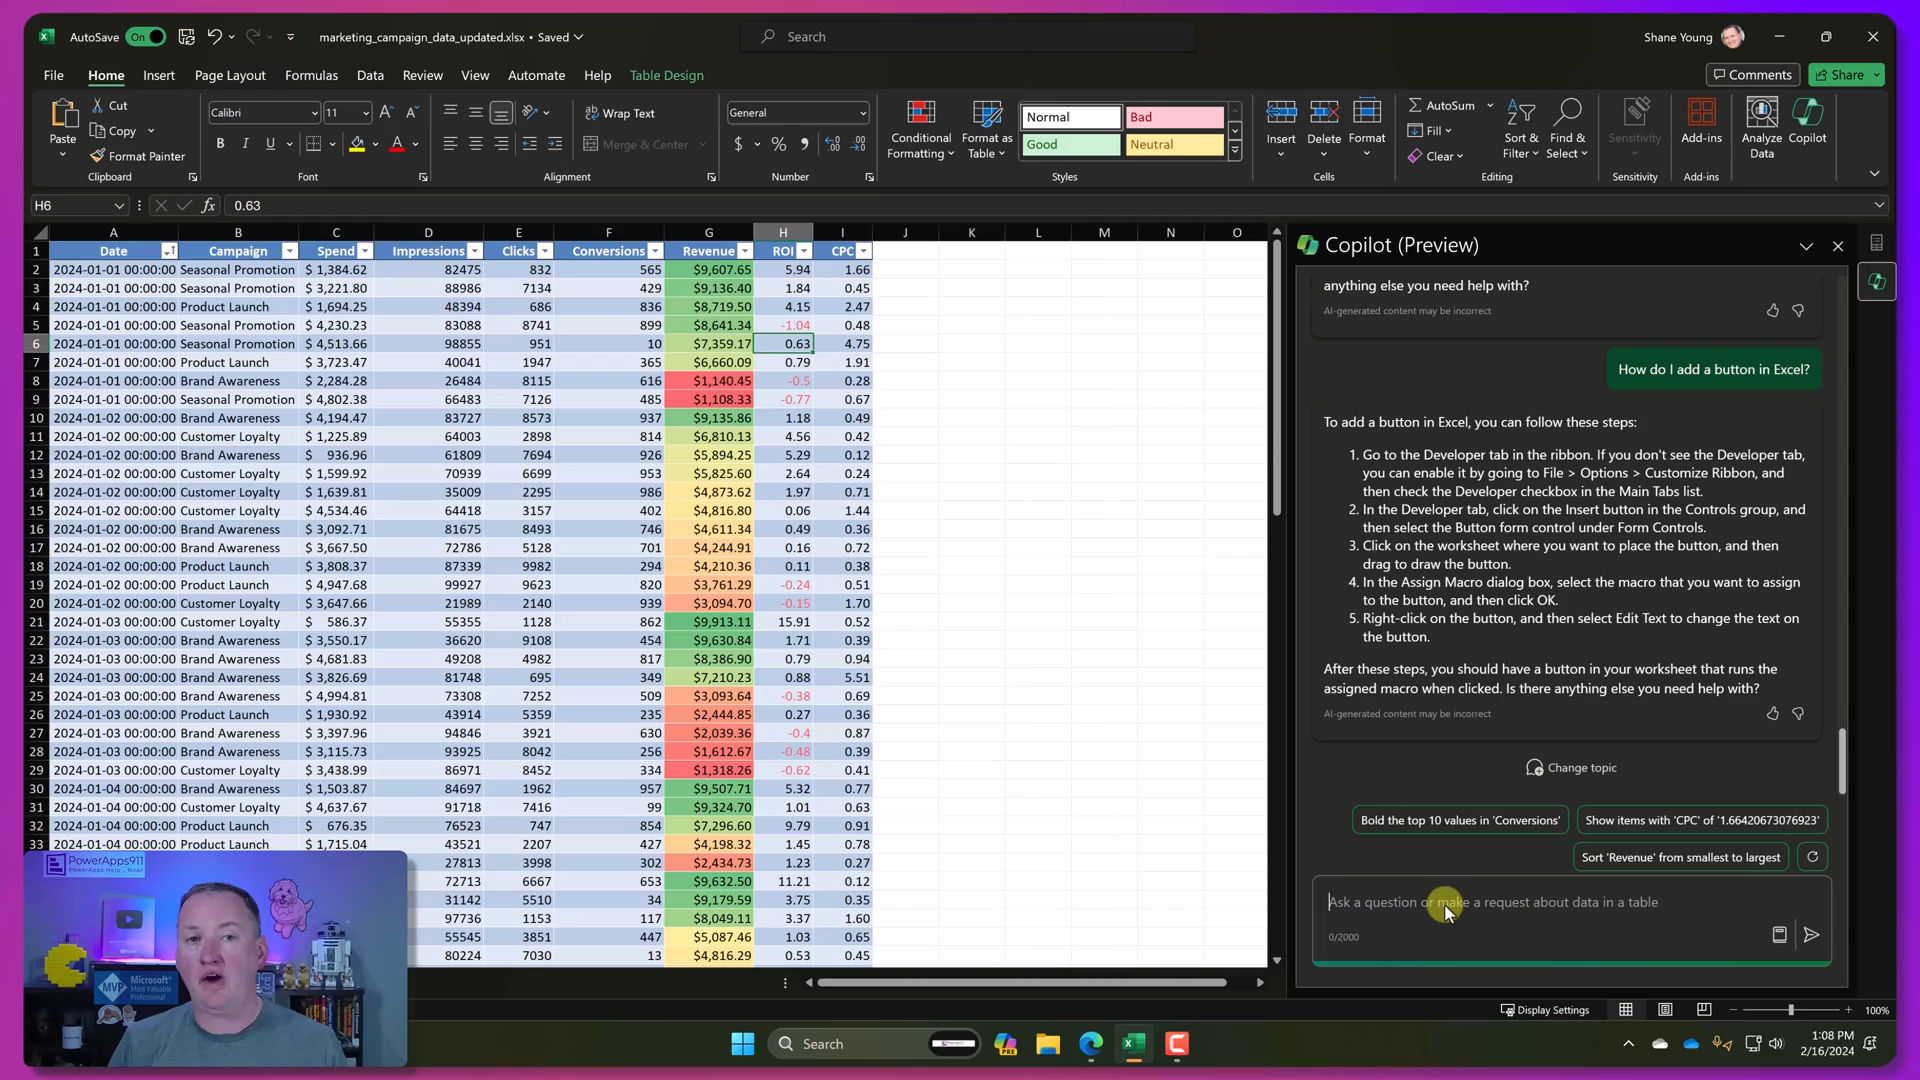 AutoSave On
marketing_campaign_data_updated.xlsx • Saved
Search
Shane Young
File Home Insert Page Layout Formulas Data Review View Automate Help Table Design
Comments Share
Paste
Cut
Copy
Format Painter
Clipboard
Calibri 11
B I U
Font
Wrap Text
Merge & Center
Alignment
General
$ % 9
Number
Conditional Formatting
Format as Table
Normal Bad
Good Neutral
Styles
Insert Delete Format
Cells
AutoSum
Fill
Clear
Sort & Filter
Find & Select
Editing
Sensitivity
Sensitivity
Add-ins
Add-ins
Analyze Data
Copilot
H6 fx 0.63
A B C D E F G H I J K L M N O
1 Date Campaign Spend Impressions Clicks Conversions Revenue ROI CPC
2 2024-01-01 00:00:00 Seasonal Promotion $ 1,384.62 82475 832 565 $9,607.65 5.94 1.66
3 2024-01-01 00:00:00 Seasonal Promotion $ 3,221.80 88986 7134 429 $9,136.40 1.84 0.45
4 2024-01-01 00:00:00 Product Launch $ 1,694.25 48394 686 836 $8,719.50 4.15 2.47
5 2024-01-01 00:00:00 Seasonal Promotion $ 4,230.23 83088 8741 899 $8,641.34 -1.04 0.48
6 2024-01-01 00:00:00 Seasonal Promotion $ 4,513.66 98855 951 10 $7,359.17 0.63 4.75
7 2024-01-01 00:00:00 Product Launch $ 3,723.47 40041 1947 365 $6,660.09 0.79 1.91
8 2024-01-01 00:00:00 Brand Awareness $ 2,284.28 26484 8115 616 $1,140.45 -0.5 0.28
9 2024-01-01 00:00:00 Seasonal Promotion $ 4,802.38 66483 7126 485 $1,108.33 -0.77 0.67
10 2024-01-02 00:00:00 Brand Awareness $ 4,194.47 83727 8573 937 $9,135.86 1.18 0.49
11 2024-01-02 00:00:00 Customer Loyalty $ 1,225.89 64003 2898 814 $6,810.13 4.56 0.42
12 2024-01-02 00:00:00 Brand Awareness $ 936.96 61809 7694 926 $5,894.25 5.29 0.12
13 2024-01-02 00:00:00 Customer Loyalty $ 1,599.92 70939 6699 953 $5,825.60 2.64 0.24
14 2024-01-02 00:00:00 Customer Loyalty $ 1,639.81 35009 2295 986 $4,873.62 1.97 0.71
15 2024-01-02 00:00:00 Customer Loyalty $ 4,534.46 64418 3157 402 $4,816.80 0.06 1.44
16 2024-01-02 00:00:00 Brand Awareness $ 3,092.71 81675 8493 746 $4,611.34 0.49 0.36
17 2024-01-02 00:00:00 Brand Awareness $ 3,667.50 72786 5128 701 $4,244.91 0.16 0.72
18 2024-01-02 00:00:00 Product Launch $ 3,808.37 87339 9982 294 $4,210.36 0.11 0.38
19 2024-01-02 00:00:00 Product Launch $ 4,947.68 99927 9623 820 $3,761.29 -0.24 0.51
20 2024-01-02 00:00:00 Customer Loyalty $ 3,647.66 21989 2140 939 $3,094.70 -0.15 1.70
21 2024-01-03 00:00:00 Customer Loyalty $ 586.37 55355 1128 862 $9,913.11 15.91 0.52
22 2024-01-03 00:00:00 Brand Awareness $ 3,550.17 36620 9108 454 $9,630.84 1.71 0.39
23 2024-01-03 00:00:00 Brand Awareness $ 4,681.83 49208 4982 817 $8,386.90 0.79 0.94
24 2024-01-03 00:00:00 Brand Awareness $ 3,826.69 81748 695 349 $7,210.23 0.88 5.51
25 2024-01-03 00:00:00 Brand Awareness $ 4,994.81 73308 7252 509 $3,093.64 -0.38 0.69
26 2024-01-03 00:00:00 Product Launch $ 1,930.92 43914 5359 235 $2,444.85 0.27 0.36
27 2024-01-03 00:00:00 Brand Awareness $ 3,397.96 94846 3921 630 $2,039.36 -0.4 0.87
28 2024-01-03 00:00:00 Brand Awareness $ 3,115.73 93925 8042 256 $1,612.67 -0.48 0.39
29 2024-01-03 00:00:00 Customer Loyalty $ 3,438.99 86971 8452 334 $1,318.26 -0.62 0.41
30 2024-01-04 00:00:00 Brand Awareness $ 1,503.87 84697 1962 957 $9,507.71 5.32 0.77
31 2024-01-04 00:00:00 Customer Loyalty $ 4,637.67 91718 7416 99 $9,324.70 1.01 0.63
32 2024-01-04 00:00:00 Product Launch $ 676.35 76523 747 854 $7,296.60 9.79 0.91
33 2024-01-04 00:00:00 Product Launch $ 1,715.04 43521 2207 427 $4,198.32 1.45 0.78
27813 3998 302 $2,434.73 1.23 0.27
72713 6667 653 $9,632.50 11.21 0.12
31142 5510 34 $9,179.59 3.75 0.35
97736 1153 117 $8,049.11 3.37 1.60
55545 3851 447 $5,087.46 1.03 0.65
80224 7030 13 $4,816.29 0.53 0.45
PowerApps911
PowerApps Help... Now!
Microsoft
MVP
Most Valuable
Professional
Copilot (Preview)
anything else you need help with?
AI-generated content may be incorrect
How do I add a button in Excel?
To add a button in Excel, you can follow these steps:
1. Go to the Developer tab in the ribbon. If you don't see the Developer tab,
you can enable it by going to File > Options > Customize Ribbon, and
then check the Developer checkbox in the Main Tabs list.
2. In the Developer tab, click on the Insert button in the Controls group, and
then select the Button form control under Form Controls.
3. Click on the worksheet where you want to place the button, and then
drag to draw the button.
4. In the Assign Macro dialog box, select the macro that you want to assign
to the button, and then click OK.
5. Right-click on the button, and then select Edit Text to change the text on
the button.
After these steps, you should have a button in your worksheet that runs the
assigned macro when clicked. Is there anything else you need help with?
AI-generated content may be incorrect
Change topic
Bold the top 10 values in 'Conversions'
Show items with 'CPC' of '1.66420673076923'
Sort 'Revenue' from smallest to largest
Ask a question or make a request about data in a table
0/2000
Display Settings
100%
Search
PRE
1:08 PM
2/16/2024